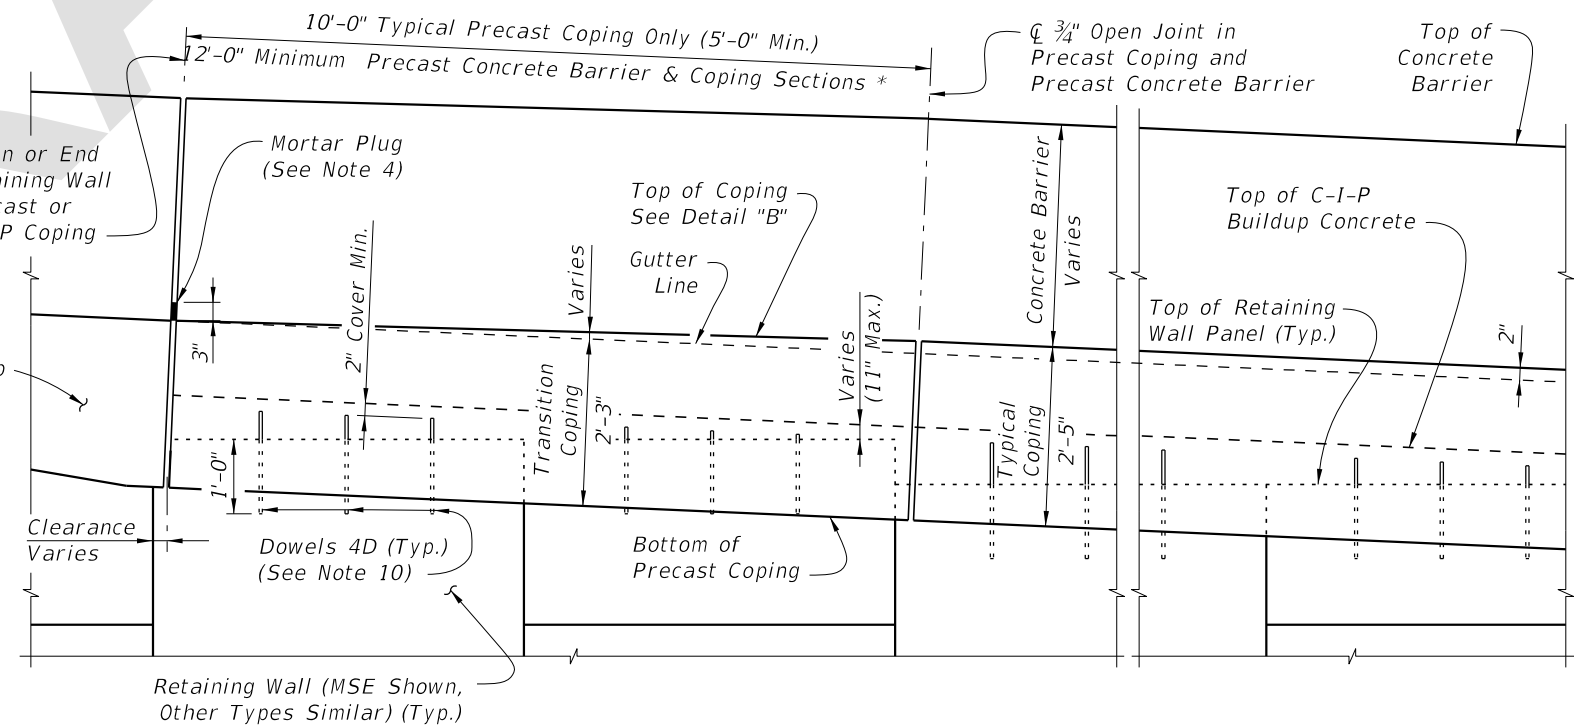 10'-0" Typical Precast Coping Only (5'-0" Min.)
12'-0" Minimum Precast Concrete Barrier & Coping Sections *
℄ ¾" Open Joint in
Precast Coping and
Precast Concrete Barrier
Top of
Concrete
Barrier
n or End
ining Wall
cast or
P Coping
Mortar Plug
(See Note 4)
3"
2" Cover Min.
Top of Coping
See Detail "B"
Gutter
Line
Varies
Transition
Coping
2'-3"
Varies
(11" Max.)
Concrete Barrier
Varies
Typical
Coping
2'-5"
Top of C-I-P
Buildup Concrete
Top of Retaining
Wall Panel (Typ.)
2"
1'-0"
Clearance
Varies
Dowels 4D (Typ.)
(See Note 10)
Bottom of
Precast Coping
Retaining Wall (MSE Shown,
Other Types Similar) (Typ.)